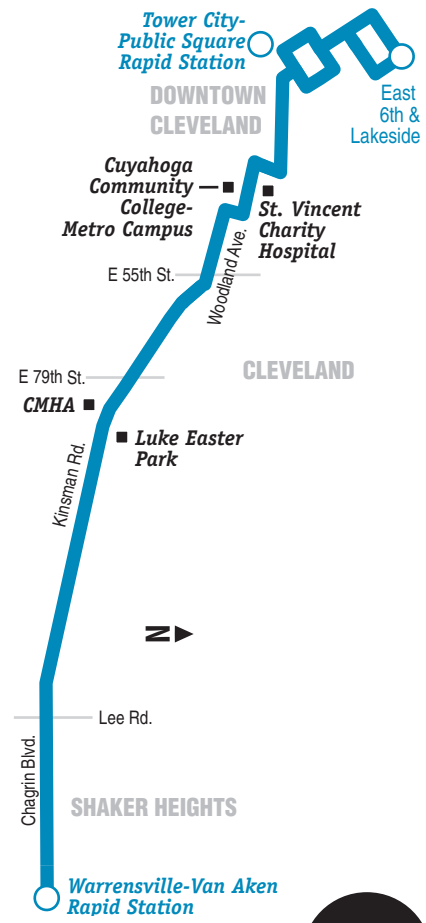 Tower City-
Public Square
Rapid Station
East
6th &
Lakeside
DOWNTOWN
CLEVELAND
Cuyahoga
Community
College-
Metro Campus
St. Vincent
Charity
Hospital
Woodland Ave.
E 55th St.
E 79th St.
CLEVELAND
CMHA
Luke Easter
Park
Kinsman Rd.
N
Lee Rd.
Chagrin Blvd.
SHAKER HEIGHTS
Warrensville-Van Aken
Rapid Station